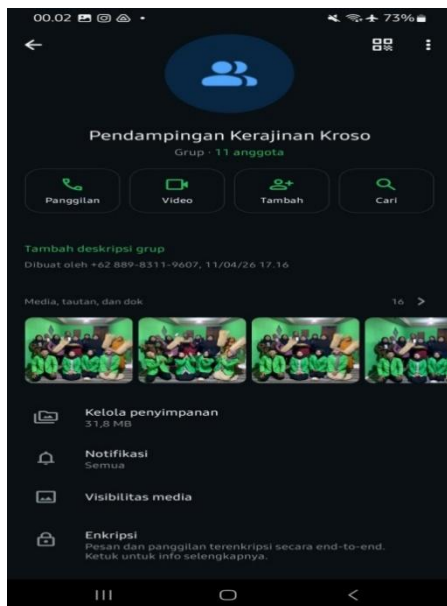 00.02
73%
Pendampingan Kerajinan Kroso
Grup · 11 anggota
Panggilan
Video
Tambah
Cari
Tambah deskripsi grup
Dibuat oleh +62 889-8311-9607, 11/04/26 17.16
Media, tautan, dan dok
16 >
Kelola penyimpanan
31,8 MB
Notifikasi
Semua
Visibilitas media
Enkripsi
Pesan dan panggilan terenkripsi secara end-to-end.
Ketuk untuk info selengkapnya.